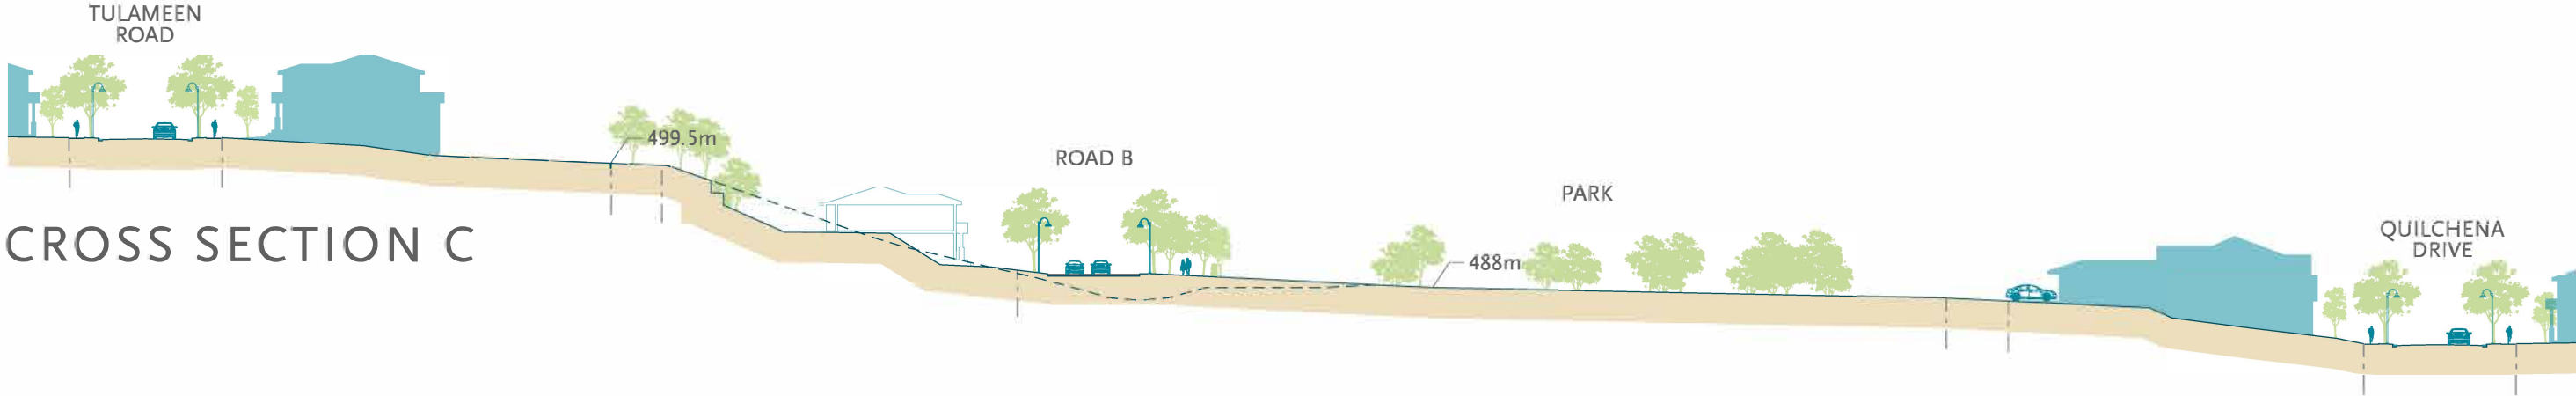 TULAMEEN
ROAD
499.5m
ROAD B
PARK
488m
QUILCHENA
DRIVE
CROSS SECTION C